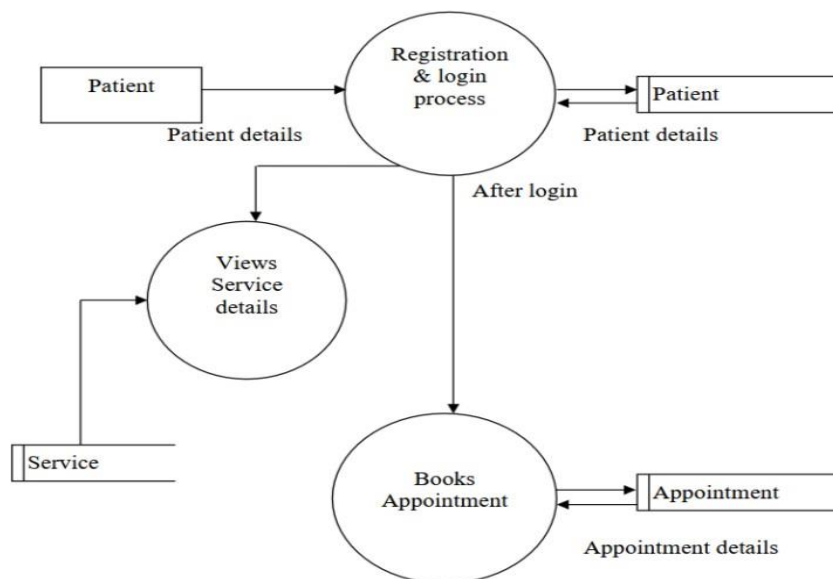 Patient
Patient details
Registration
& login
process
Patient
Patient details
After login
Views
Service
details
Service
Books
Appointment
Appointment
Appointment details